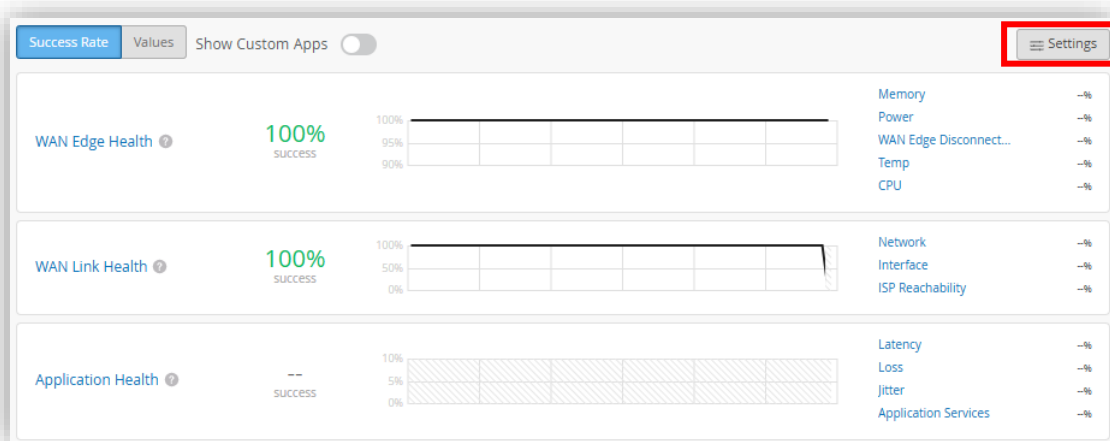 Success Rate Values Show Custom Apps Settings
WAN Edge Health ?
100%
success
100%
95%
90%
Memory --%
Power --%
WAN Edge Disconnect... --%
Temp --%
CPU --%
WAN Link Health ?
100%
success
100%
50%
0%
Network --%
Interface --%
ISP Reachability --%
Application Health ?
--
success
10%
5%
0%
Latency --%
Loss --%
Jitter --%
Application Services --%